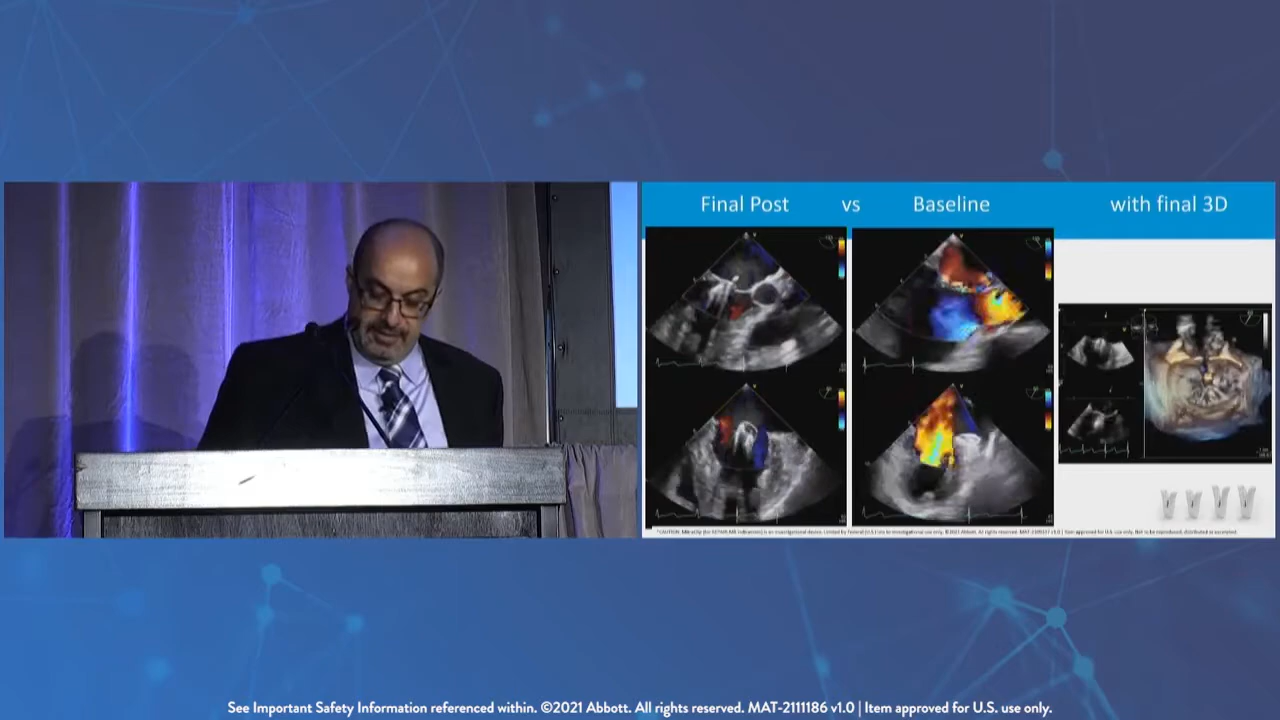 Final Post vs Baseline with final 3D
See Important Safety Information referenced within. ©2021 Abbott. All rights reserved. MAT-2111186 v1.0 | Item approved for U.S. use only.